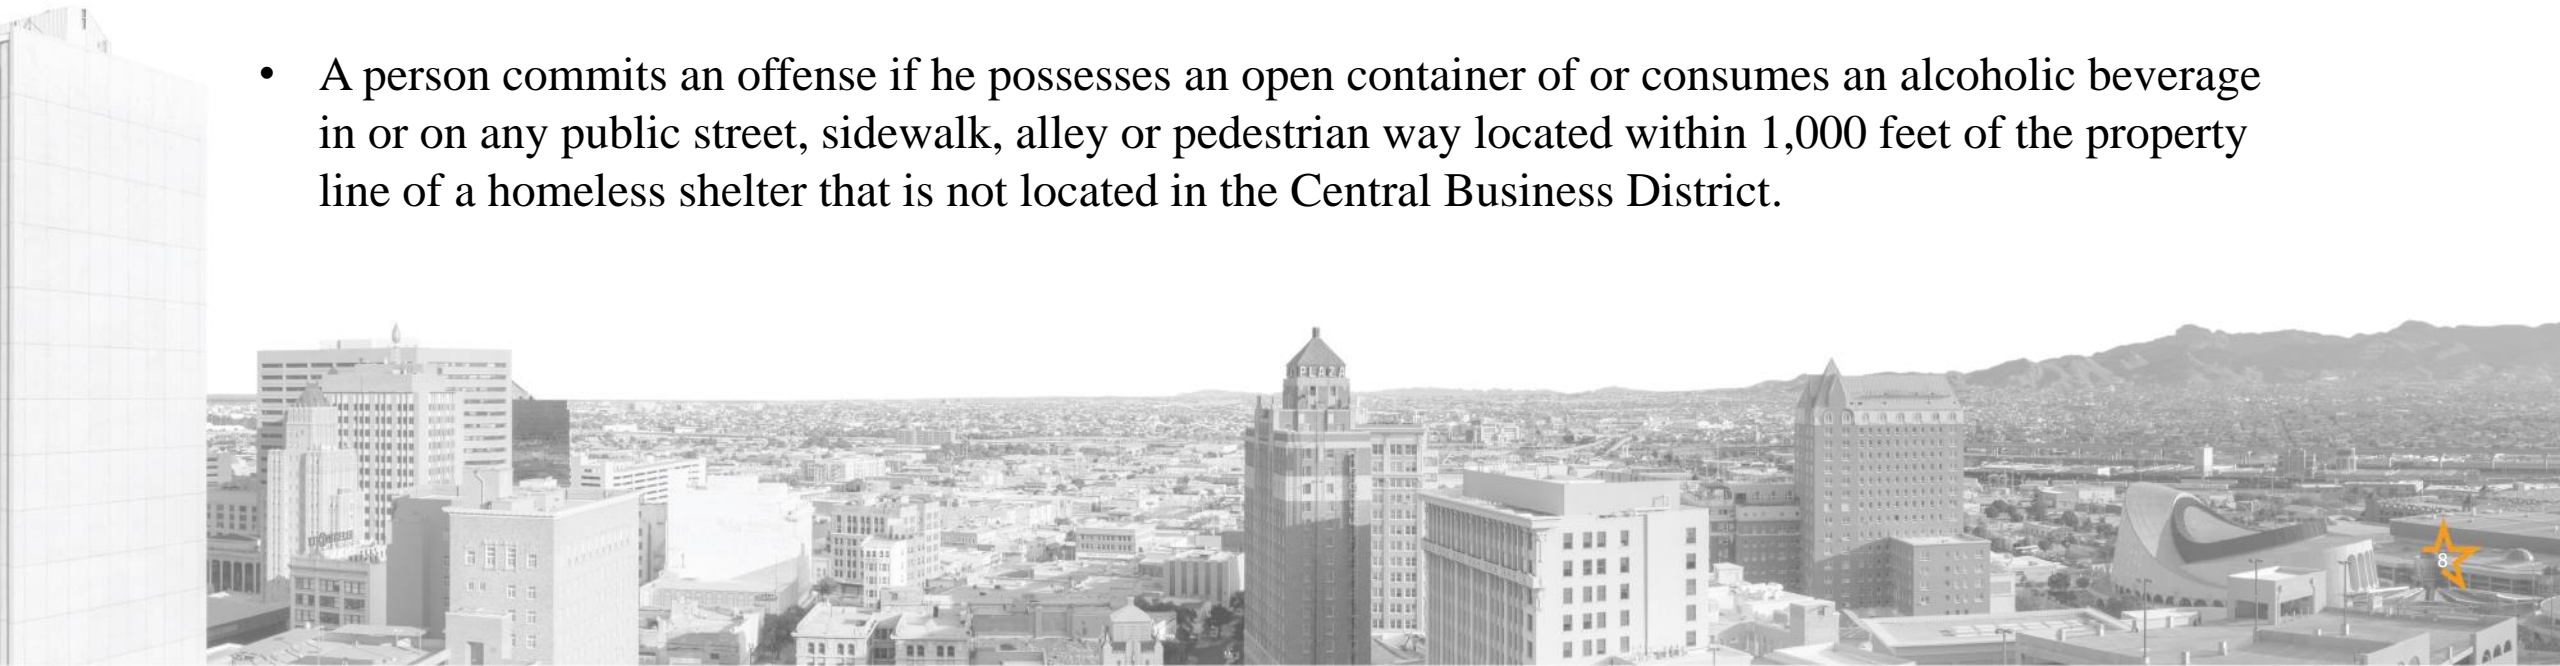 • A person commits an offense if he possesses an open container of or consumes an alcoholic beverage
in or on any public street, sidewalk, alley or pedestrian way located within 1,000 feet of the property
line of a homeless shelter that is not located in the Central Business District.
PLAZA
8